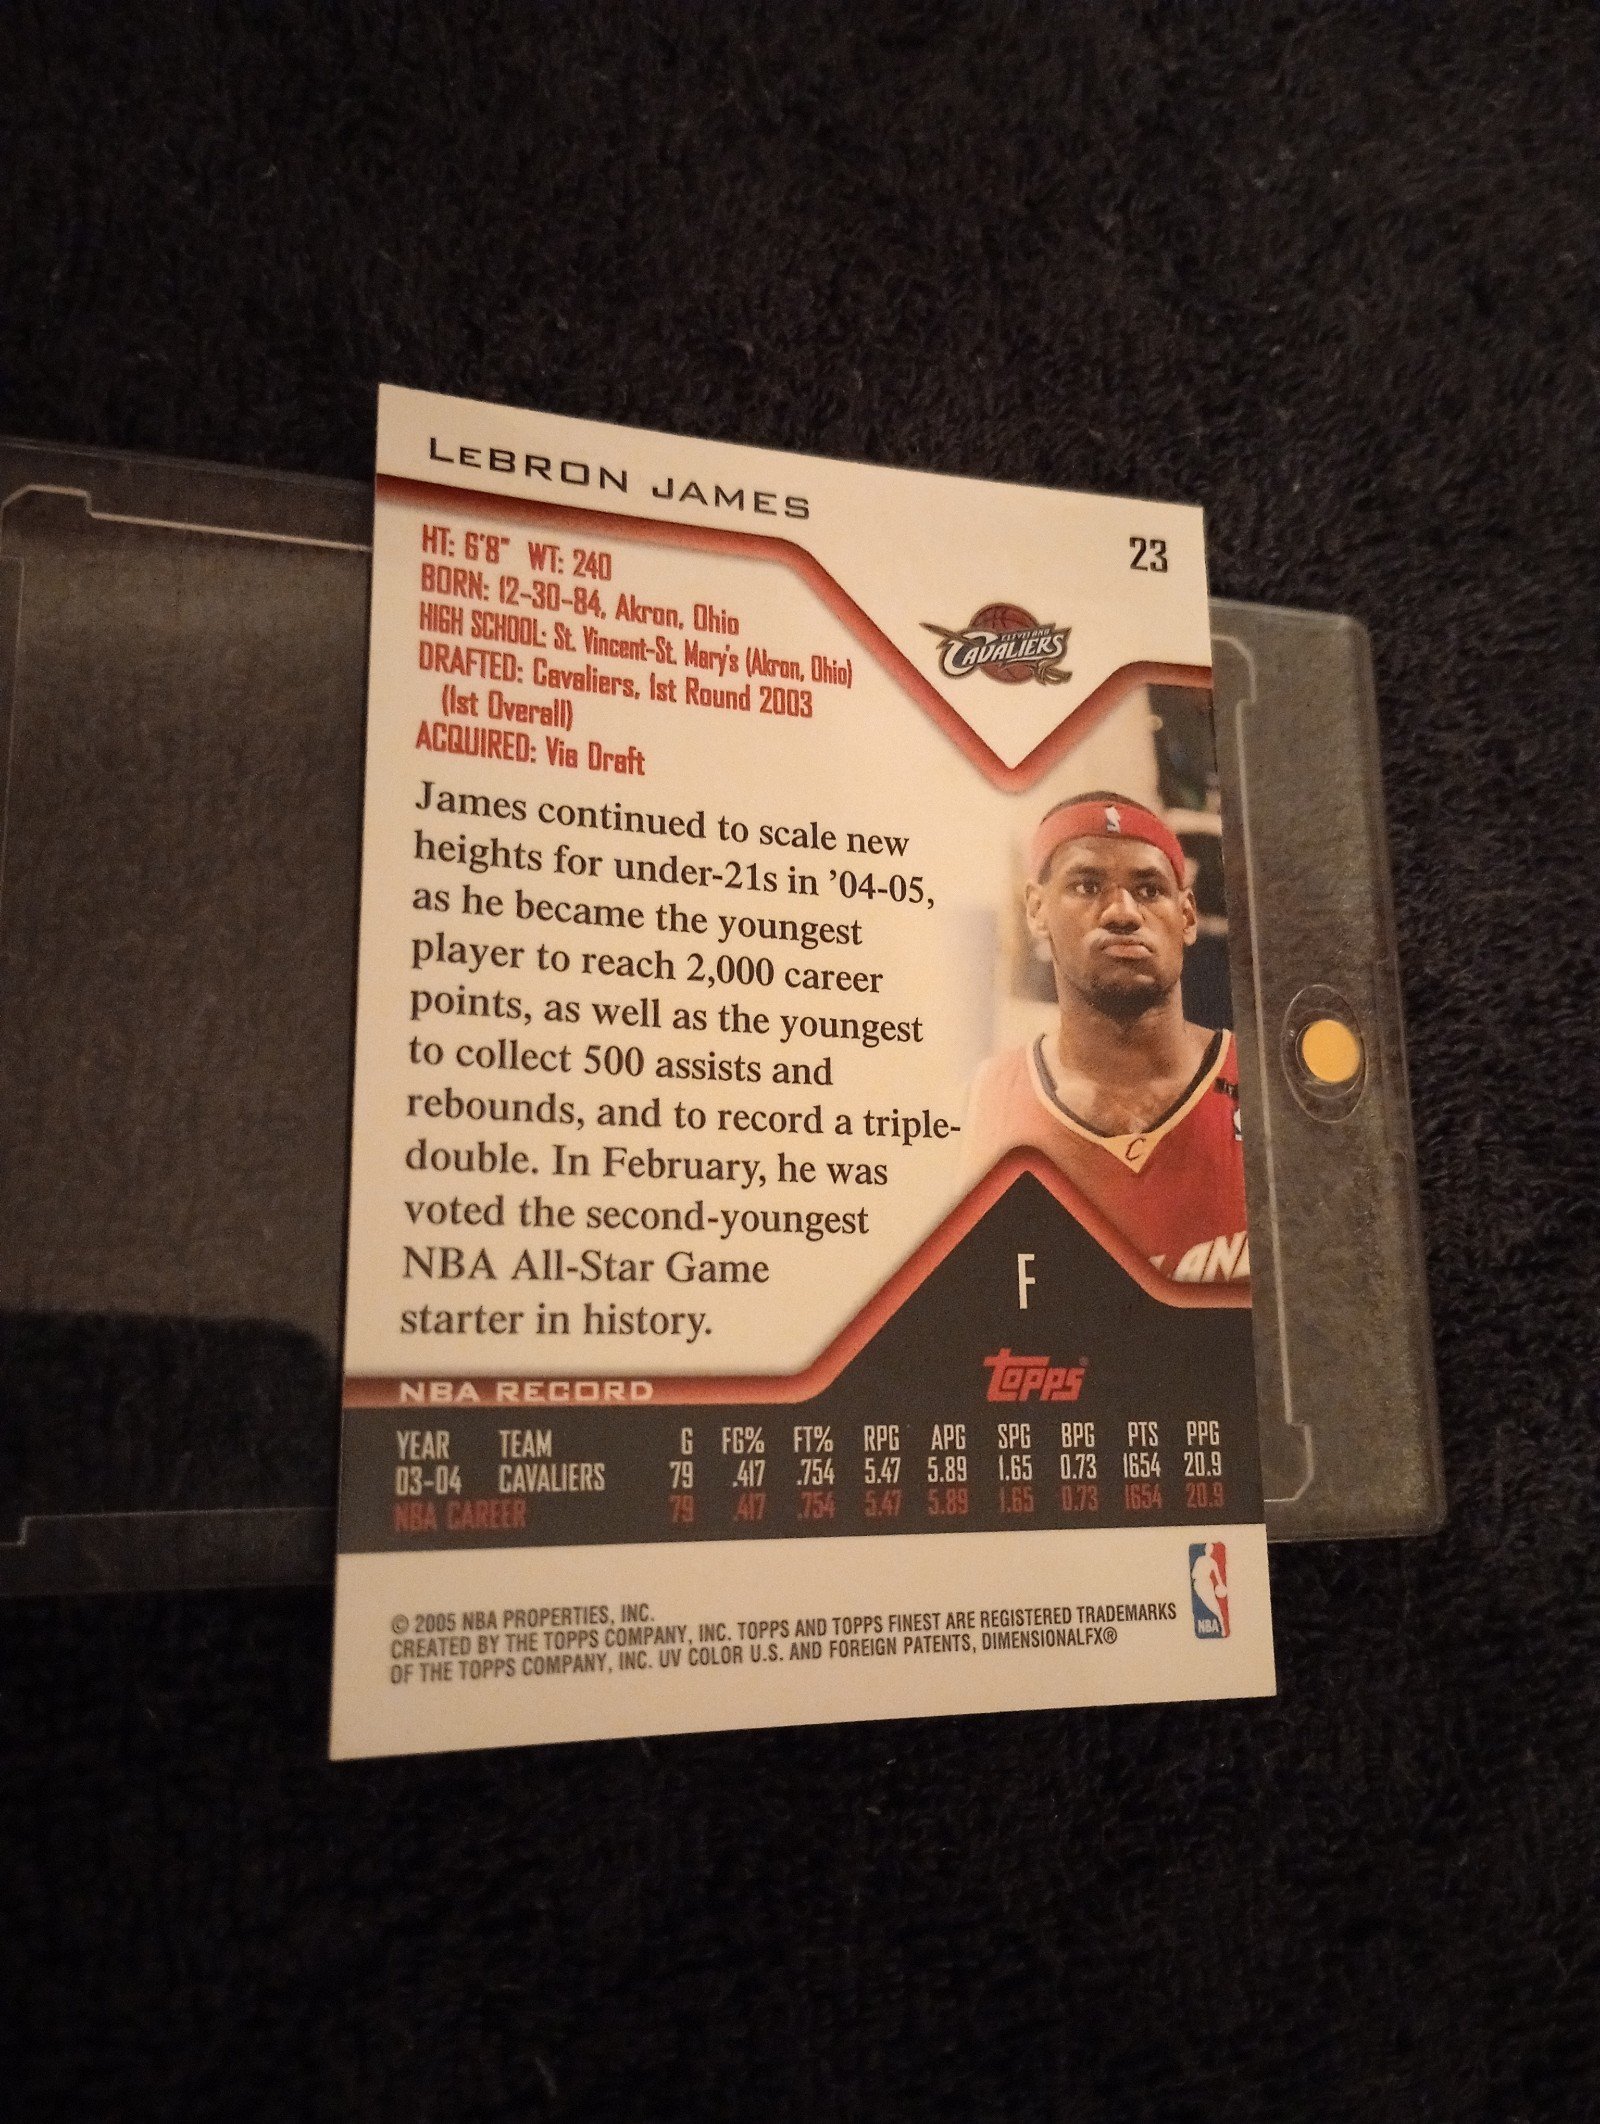 LeBRON JAMES
23
HT: 6'8" WT: 240
BORN: 12-30-84, Akron, Ohio
HIGH SCHOOL: St. Vincent-St. Mary's (Akron, Ohio)
DRAFTED: Cavaliers, 1st Round 2003
(1st Overall)
ACQUIRED: Via Draft
CLEVELAND
CAVALIERS
James continued to scale new
heights for under-21s in '04-05,
as he became the youngest
player to reach 2,000 career
points, as well as the youngest
to collect 500 assists and
rebounds, and to record a triple-
double. In February, he was
voted the second-youngest
NBA All-Star Game
starter in history.
C
LAND
F
Topps®
NBA RECORD
YEAR TEAM G FG% FT% RPG APG SPG BPG PTS PPG
03-04 CAVALIERS 79 .417 .754 5.47 5.89 1.65 0.73 1654 20.9
NBA CAREER 79 .417 .754 5.47 5.89 1.65 0.73 1654 20.9
© 2005 NBA PROPERTIES, INC.
CREATED BY THE TOPPS COMPANY, INC. TOPPS AND TOPPS FINEST ARE REGISTERED TRADEMARKS
OF THE TOPPS COMPANY, INC. UV COLOR U.S. AND FOREIGN PATENTS, DIMENSIONALFX®
NBA